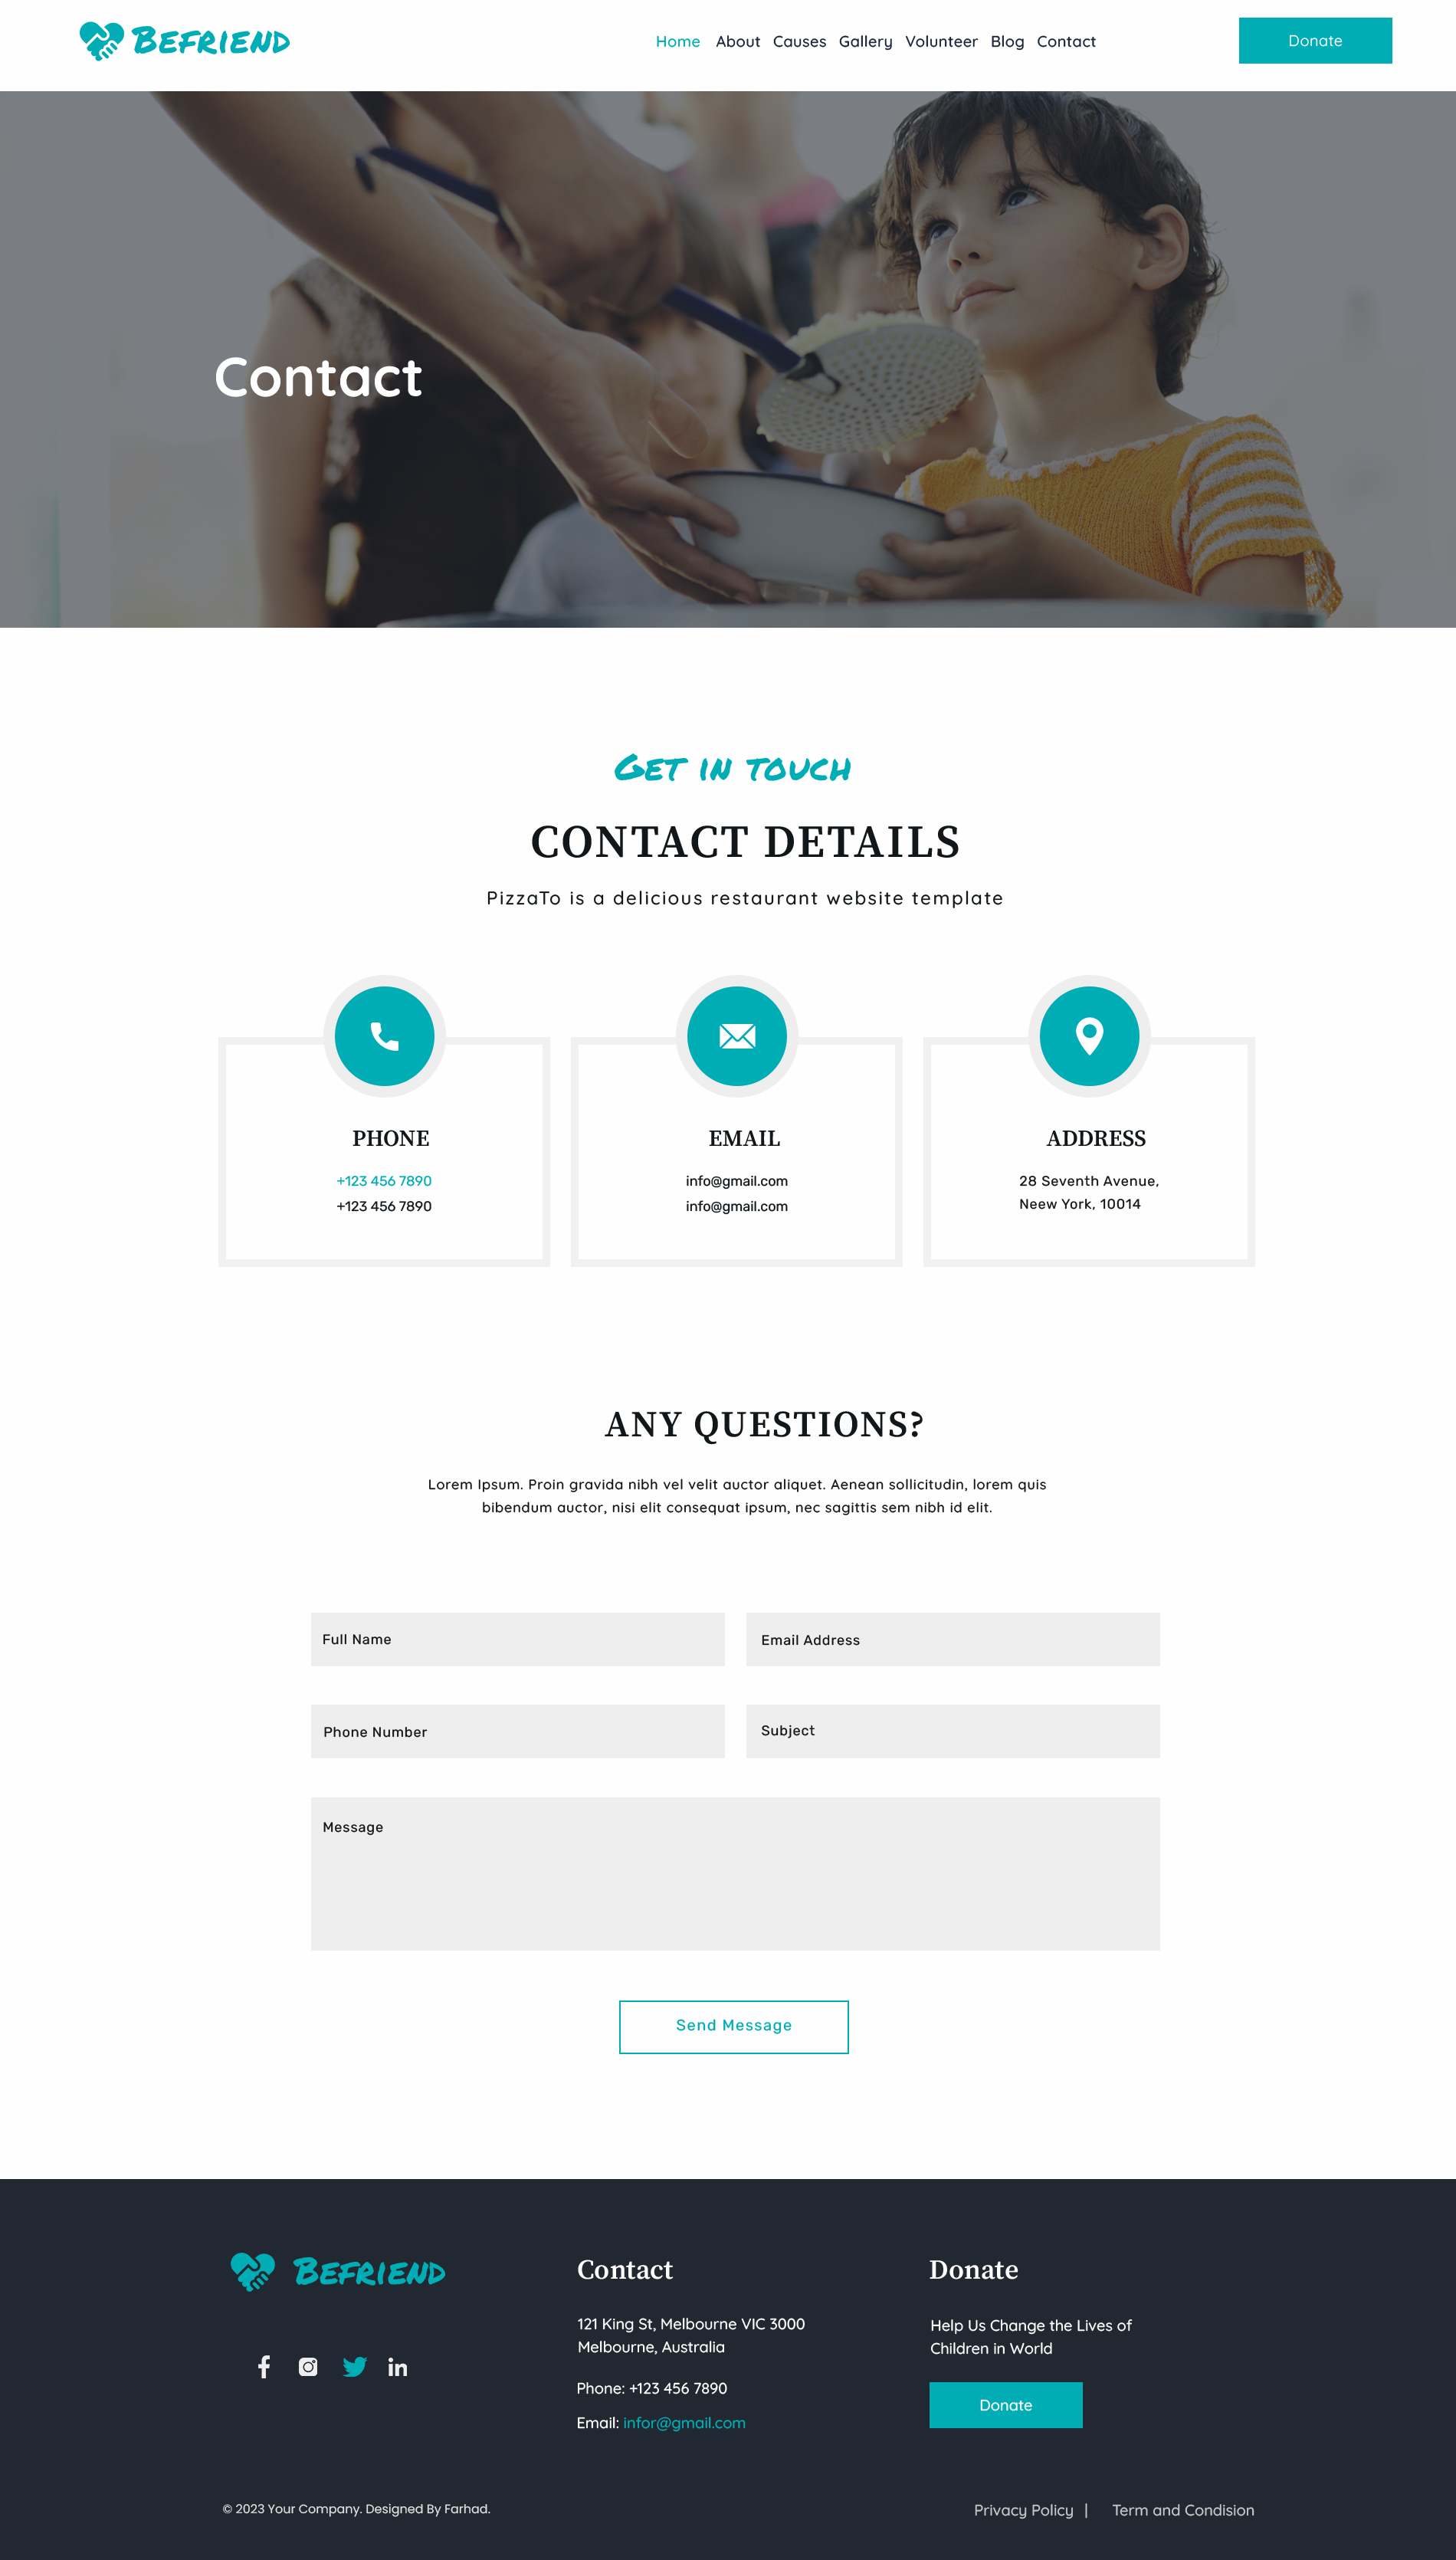 BEFRIEND
Home About Causes Gallery Volunteer Blog Contact
Donate
Contact
GET IN TOUCH
CONTACT DETAILS
PizzaTo is a delicious restaurant website template
PHONE
+123 456 7890
+123 456 7890
EMAIL
info@gmail.com
info@gmail.com
ADDRESS
28 Seventh Avenue,
Neew York, 10014
ANY QUESTIONS?
Lorem Ipsum. Proin gravida nibh vel velit auctor aliquet. Aenean sollicitudin, lorem quis
bibendum auctor, nisi elit consequat ipsum, nec sagittis sem nibh id elit.
Full Name
Email Address
Phone Number
Subject
Message
Send Message
BEFRIEND
Contact
121 King St, Melbourne VIC 3000
Melbourne, Australia
Phone: +123 456 7890
Email: infor@gmail.com
Donate
Help Us Change the Lives of
Children in World
Donate
© 2023 Your Company. Designed By Farhad.
Privacy Policy | Term and Condision